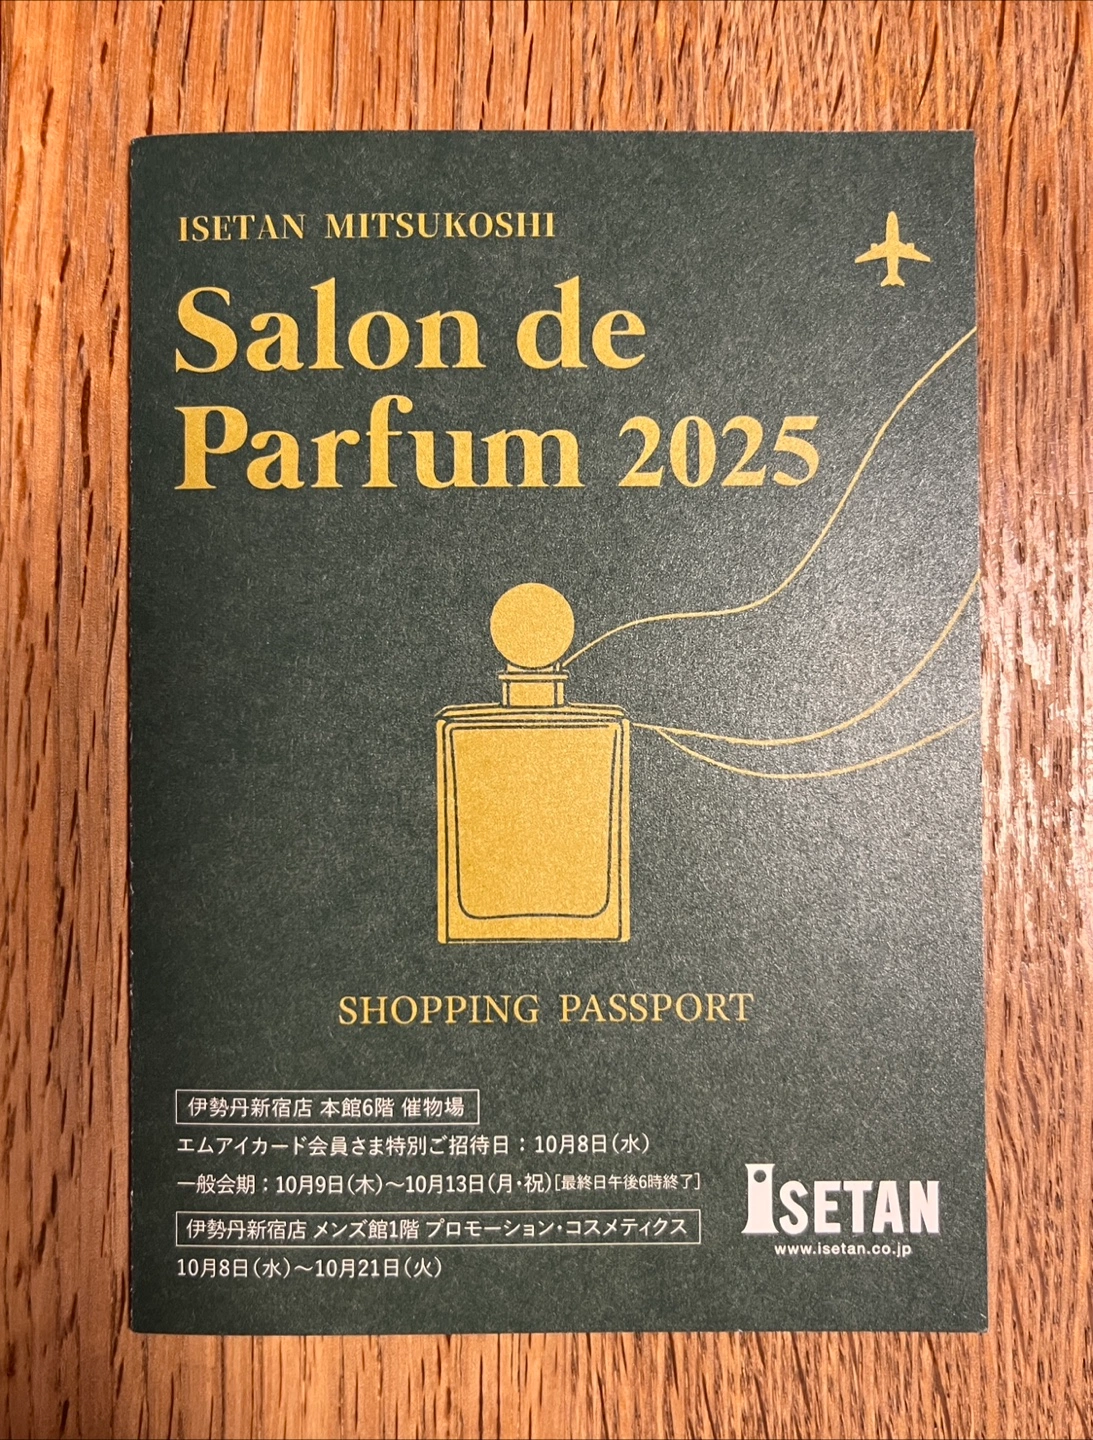 ISETAN MITSUKOSHI
Salon de
Parfum 2025
SHOPPING PASSPORT
伊勢丹新宿店 本館6階 催物場
エムアイカード会員さま特別ご招待日：10月8日（水）
一般会期：10月9日（木）〜10月13日（月・祝）［最終日午後6時終了］
伊勢丹新宿店 メンズ館1階 プロモーション・コスメティクス
10月8日（水）〜10月21日（火）
ISETAN
www.isetan.co.jp